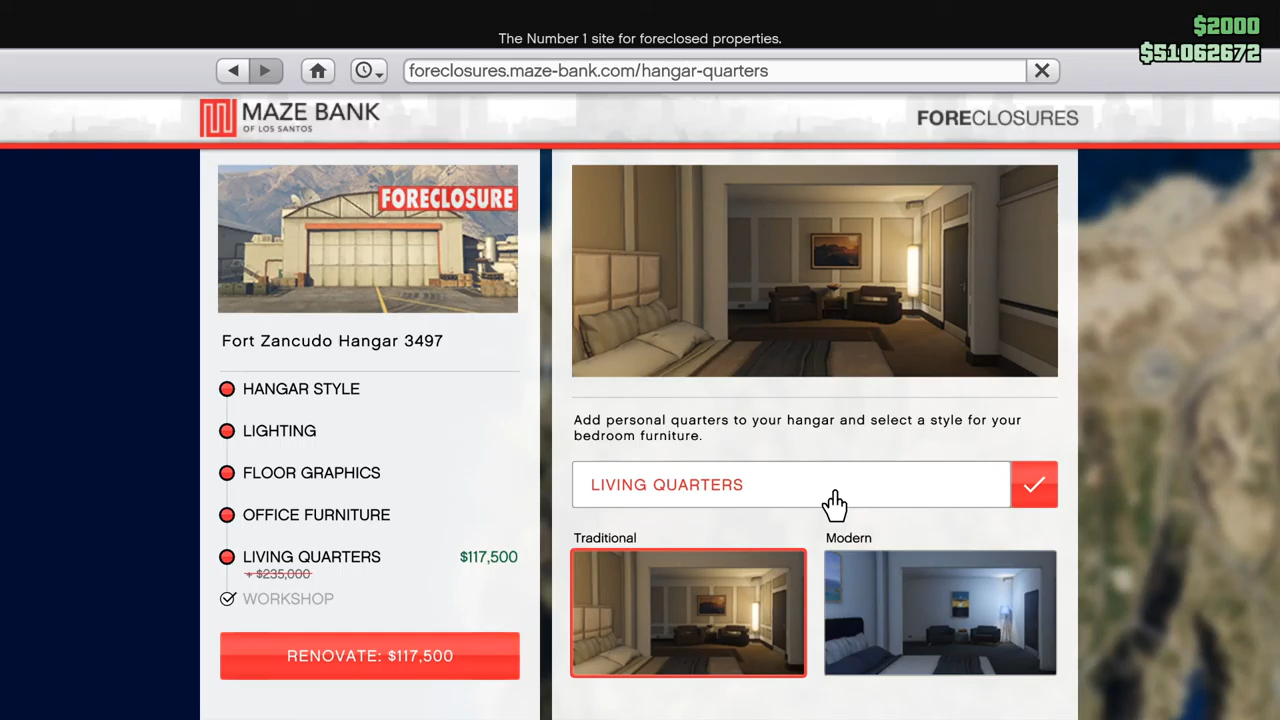 The Number 1 site for foreclosed properties.
$2000
$51062672
foreclosures.maze-bank.com/hangar-quarters
MAZE BANK
OF LOS SANTOS
FORECLOSURES
FORECLOSURE
Fort Zancudo Hangar 3497
HANGAR STYLE
LIGHTING
FLOOR GRAPHICS
OFFICE FURNITURE
LIVING QUARTERS $117,500
+ $235,000
WORKSHOP
RENOVATE: $117,500
Add personal quarters to your hangar and select a style for your
bedroom furniture.
LIVING QUARTERS
Traditional
Modern